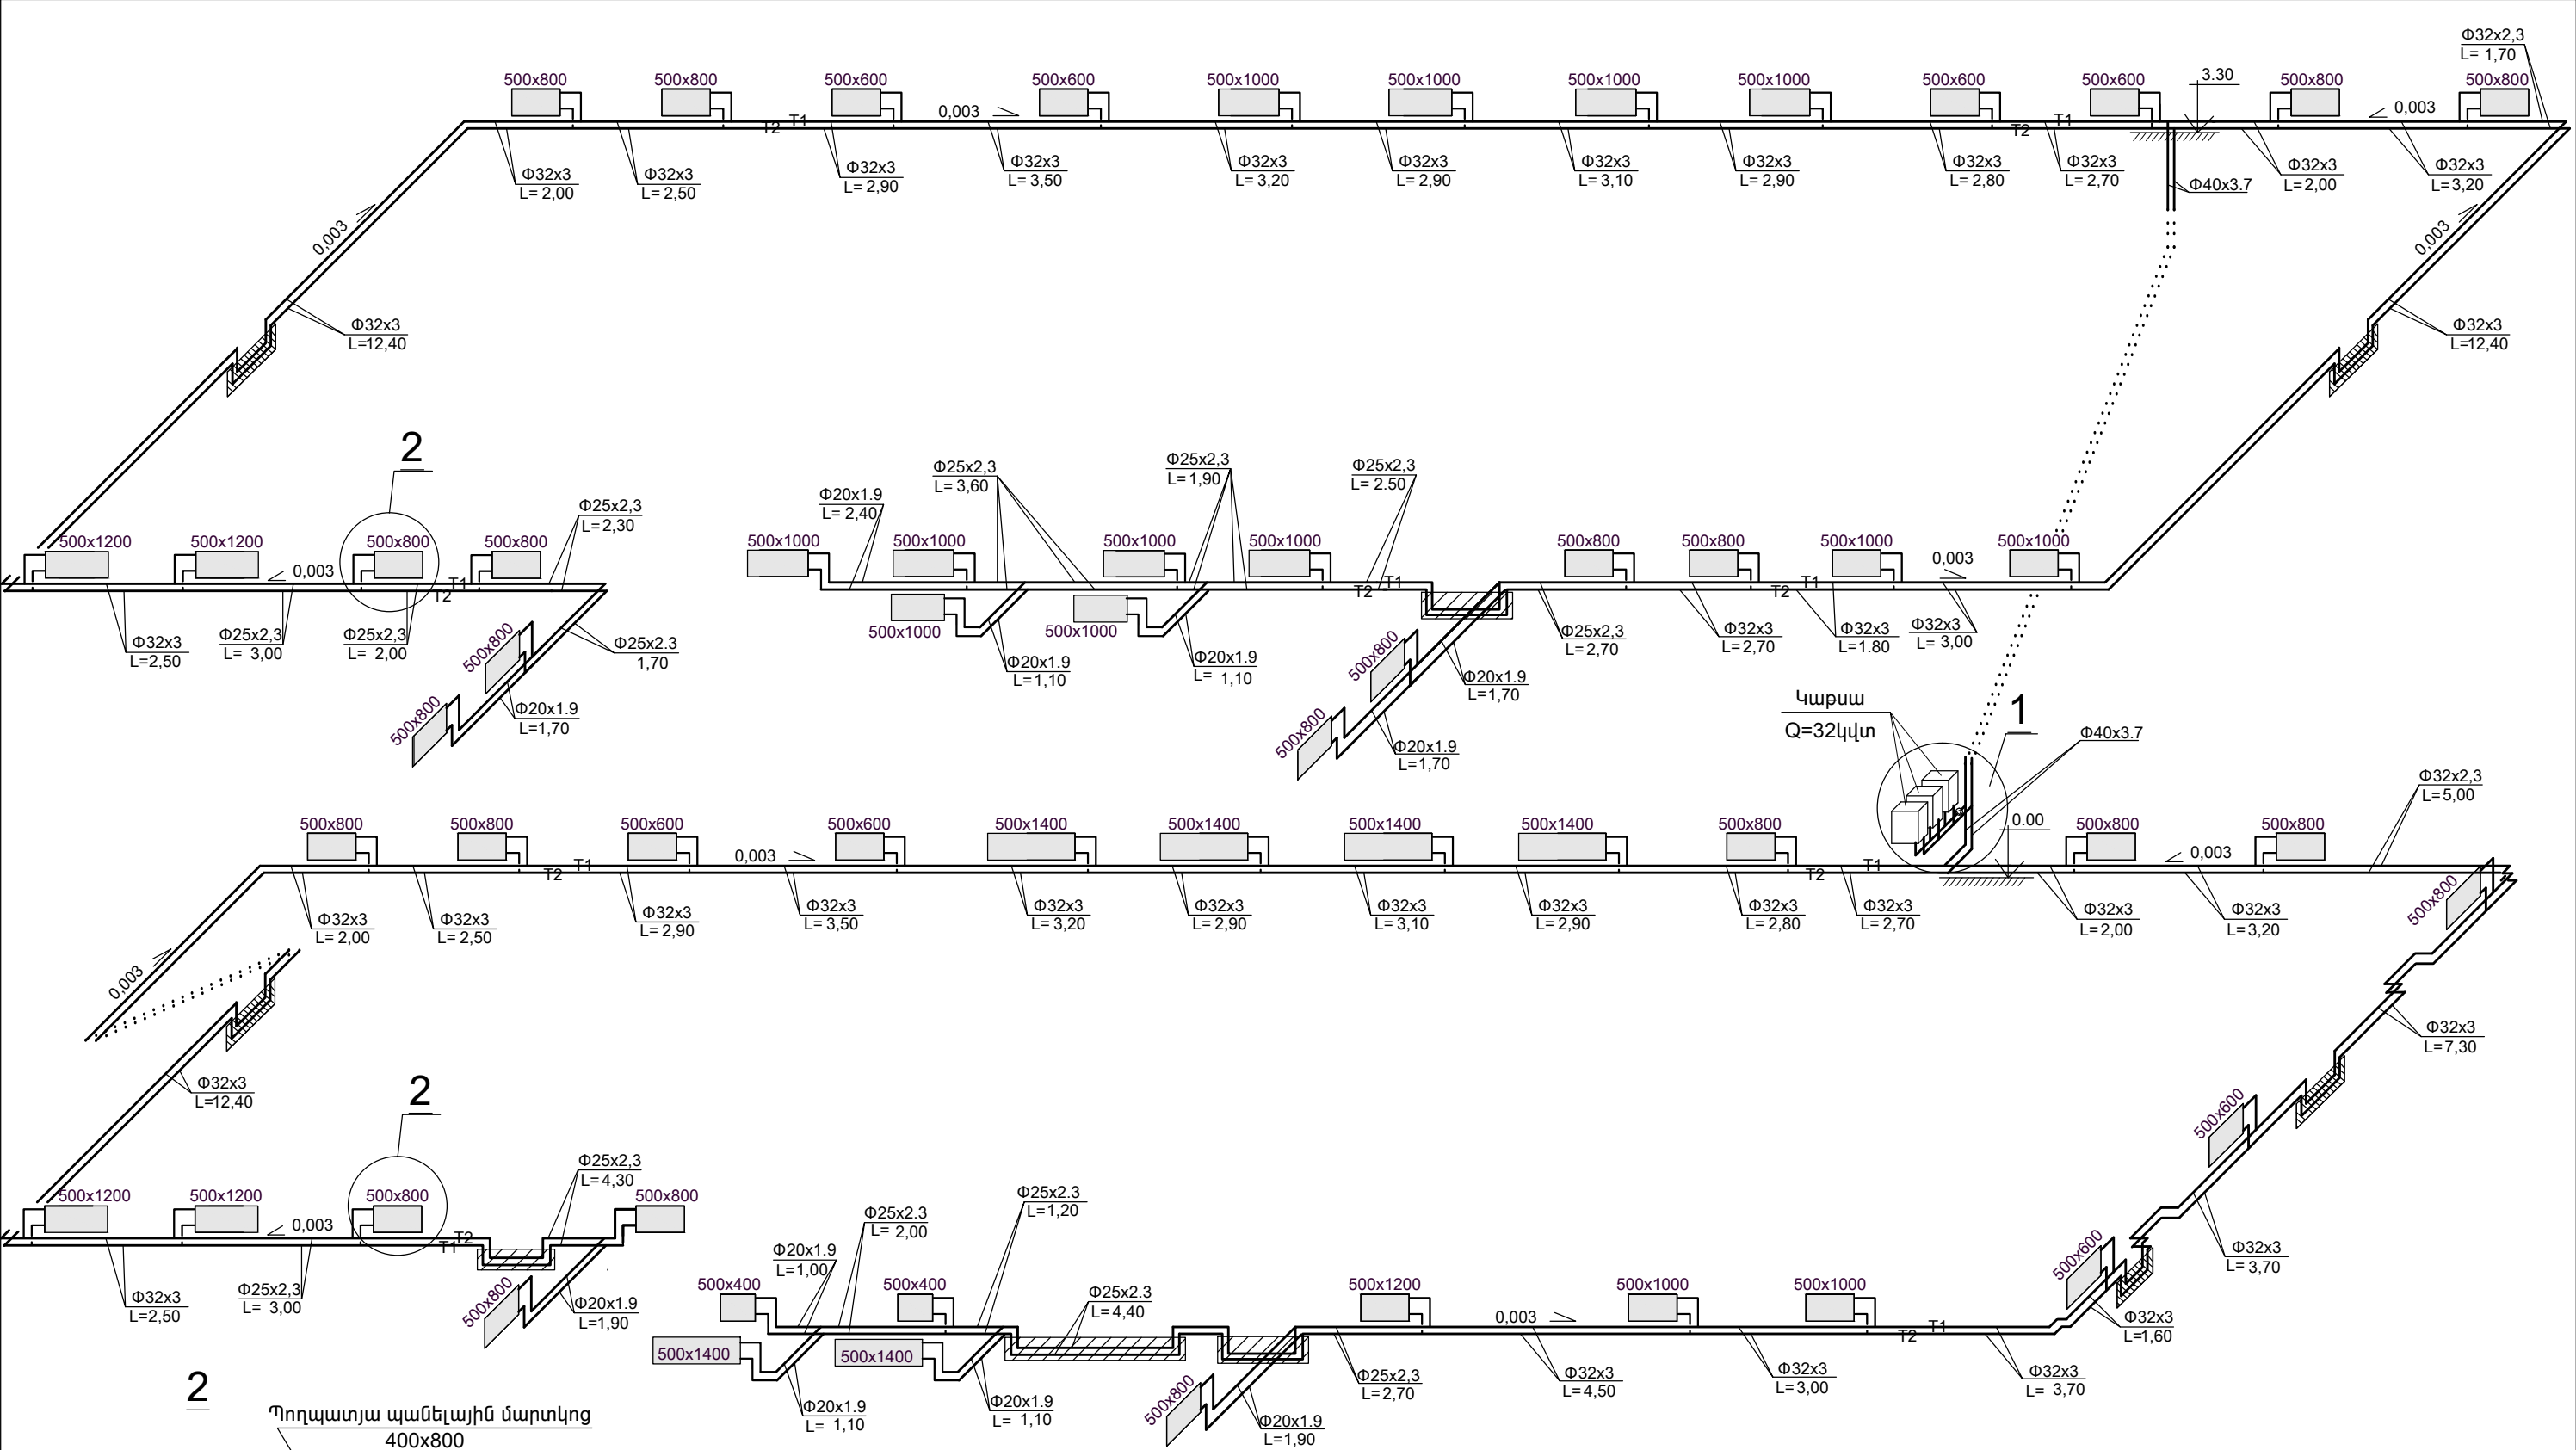 Φ32x2,3
L= 1,70
500x800
500x800
500x600
500x600
500x1000
500x1000
500x1000
500x1000
500x600
500x600
3.30
500x800
500x800
0,003
0,003
T1
T2
T1
T2
Φ32x3
L= 2,00
Φ32x3
L= 2,50
Φ32x3
L= 2,90
Φ32x3
L= 3,50
Φ32x3
L= 3,20
Φ32x3
L= 2,90
Φ32x3
L= 3,10
Φ32x3
L= 2,90
Φ32x3
L= 2,80
Φ32x3
L= 2,70
Φ40x3.7
Φ32x3
L=2,00
Φ32x3
L=3,20
0,003
0,003
Φ32x3
L=12,40
Φ32x3
L=12,40
2
Φ25x2,3
L=2,30
500x1200
500x1200
500x800
500x800
0,003
T1
T2
Φ32x3
L=2,50
Φ25x2,3
L= 3,00
Φ25x2,3
L= 2,00
Φ25x2.3
1,70
500x800
500x800
Φ20x1.9
L=1,70
Φ20x1.9
L= 2,40
Φ25x2,3
L= 3,60
Φ25x2,3
L= 1,90
Φ25x2,3
L= 2.50
500x1000
500x1000
500x1000
500x1000
T1
T2
500x1000
500x1000
Φ20x1.9
L=1,10
Φ20x1.9
L= 1,10
500x800
500x800
Φ20x1.9
L=1,70
Φ20x1.9
L=1,70
500x800
500x800
500x1000
500x1000
0,003
T1
T2
Φ25x2,3
L=2,70
Φ32x3
L=2,70
Φ32x3
L=1.80
Φ32x3
L= 3,00
Կաթսա
Q=32կվտ
1
Φ40x3.7
Φ32x2,3
L=5,00
500x800
500x800
500x600
500x600
500x1400
500x1400
500x1400
500x1400
500x800
0.00
500x800
500x800
0,003
0,003
T1
T2
T1
T2
500x800
Φ32x3
L= 2,00
Φ32x3
L= 2,50
Φ32x3
L= 2,90
Φ32x3
L= 3,50
Φ32x3
L= 3,20
Φ32x3
L= 2,90
Φ32x3
L= 3,10
Φ32x3
L= 2,90
Φ32x3
L= 2,80
Φ32x3
L= 2,70
Φ32x3
L=2,00
Φ32x3
L=3,20
0,003
Φ32x3
L=7,30
Φ32x3
L=12,40
2
500x600
Φ25x2,3
L=4,30
500x1200
500x1200
500x800
500x800
0,003
T2
T1
Φ32x3
L=2,50
Φ25x2,3
L= 3,00
500x800
Φ20x1.9
L=1,90
Φ25x2.3
L=1,20
Φ25x2.3
L= 2,00
Φ20x1.9
L=1,00
500x400
500x400
Φ25x2.3
L=4,40
500x1400
500x1400
Φ20x1.9
L= 1,10
Φ20x1.9
L= 1,10
500x800
Φ20x1.9
L=1,90
500x1200
500x1000
500x1000
0,003
T1
T2
Φ25x2,3
L=2,70
Φ32x3
L=4,50
Φ32x3
L=3,00
Φ32x3
L= 3,70
500x600
Φ32x3
L=3,70
Φ32x3
L=1,60
2
Պողպատյա պանելային մարտկոց
400x800